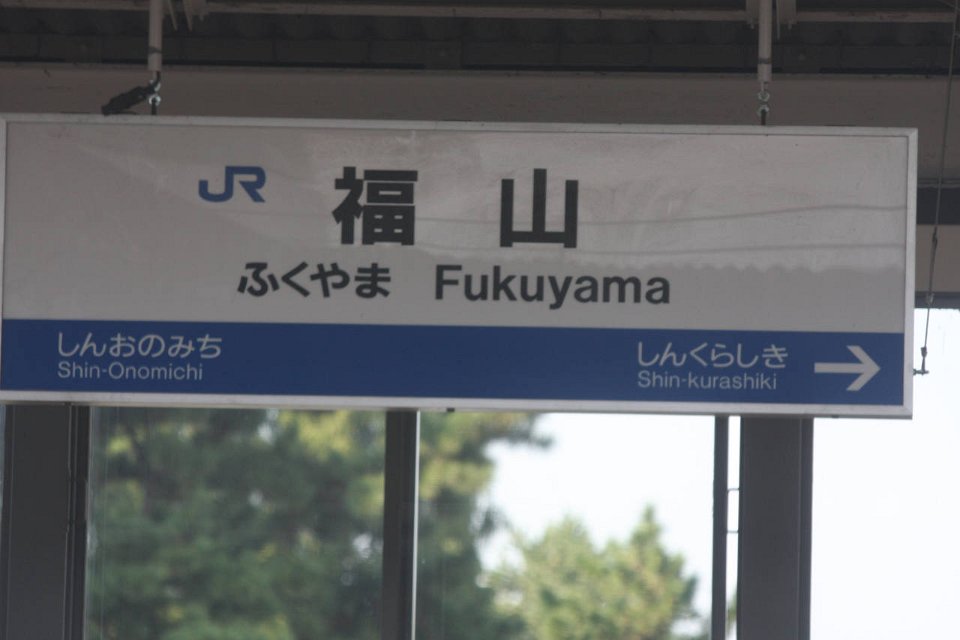 JR 福山
ふくやま Fukuyama
しんおのみち しんくらしき →
Shin-Onomichi Shin-kurashiki